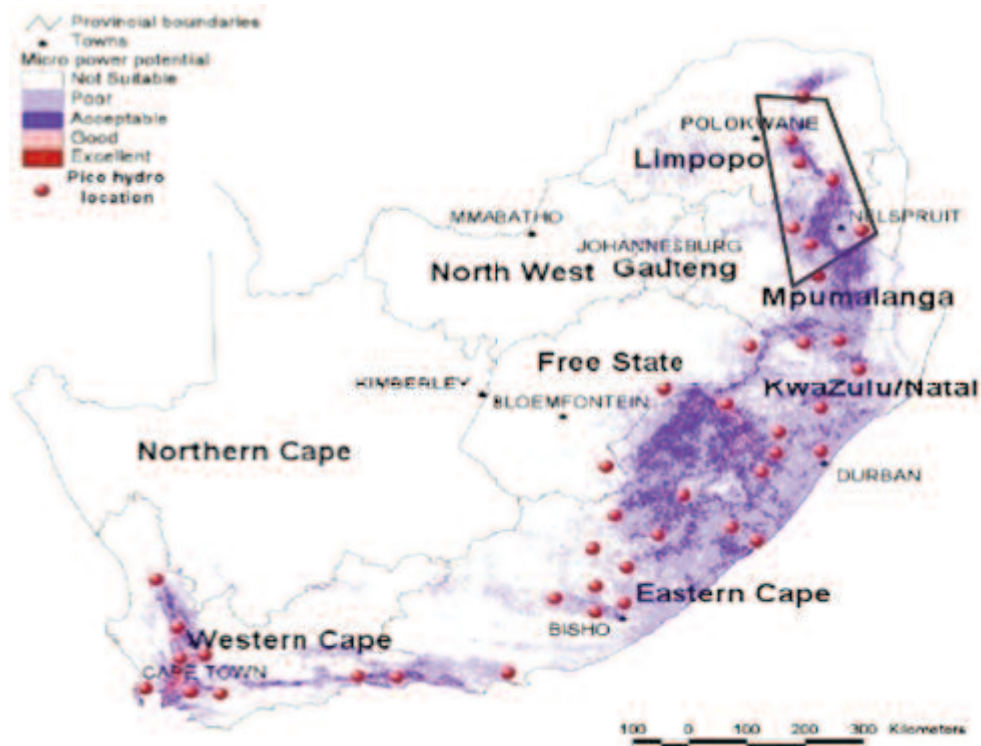 Provincial boundaries
Towns
Micro power potential
Not Suitable
Poor
Acceptable
Good
Excellent
Pico hydro
location
POLOKWANE
Limpopo
MMABATHO
NELSPRUIT
JOHANNESBURG
North West
Gauteng
Mpumalanga
Free State
KIMBERLEY
KwaZulu/Natal
BLOEMFONTEIN
Northern Cape
DURBAN
Eastern Cape
BISHO
Western Cape
CAPE TOWN
100 0 100 200 300 Kilometers